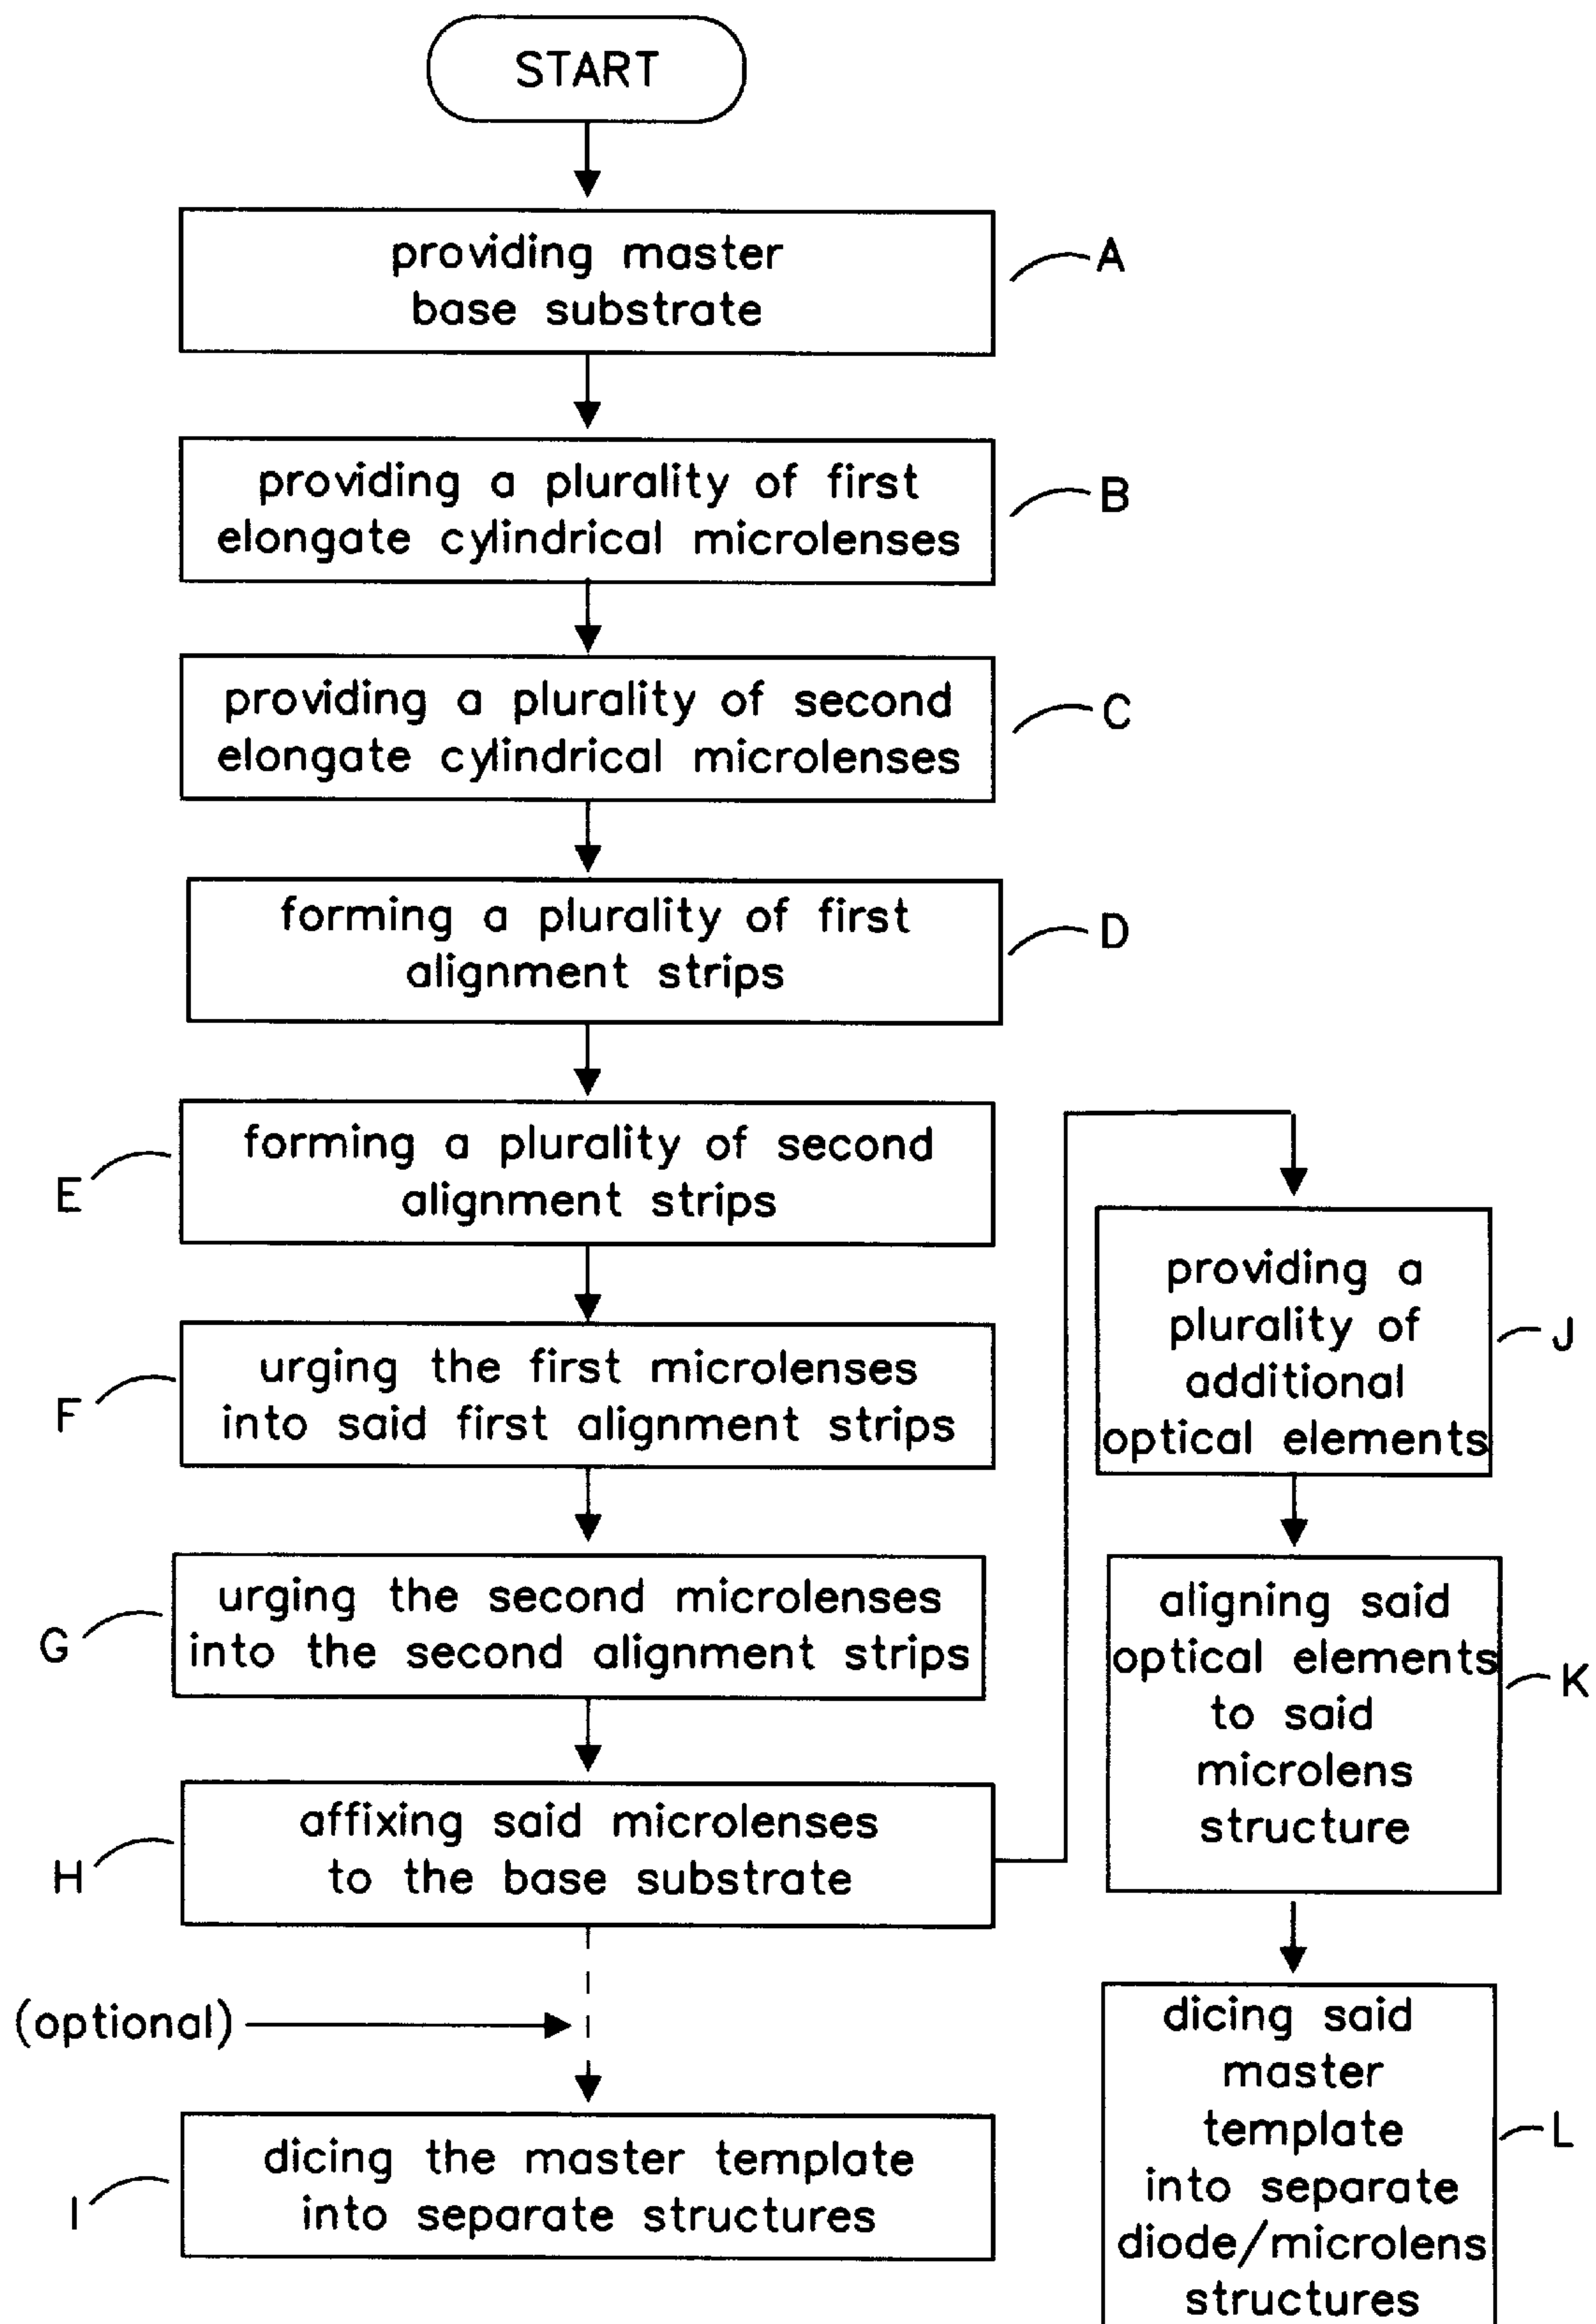 START
providing master
base substrate
A
providing a plurality of first
elongate cylindrical microlenses
B
providing a plurality of second
elongate cylindrical microlenses
C
forming a plurality of first
alignment strips
D
forming a plurality of second
alignment strips
E
urging the first microlenses
into said first alignment strips
F
urging the second microlenses
into the second alignment strips
G
affixing said microlenses
to the base substrate
H
(optional)
dicing the master template
into separate structures
I
providing a
plurality of
additional
optical elements
J
aligning said
optical elements
to said
microlens
structure
K
dicing said
master
template
into separate
diode/microlens
structures
L